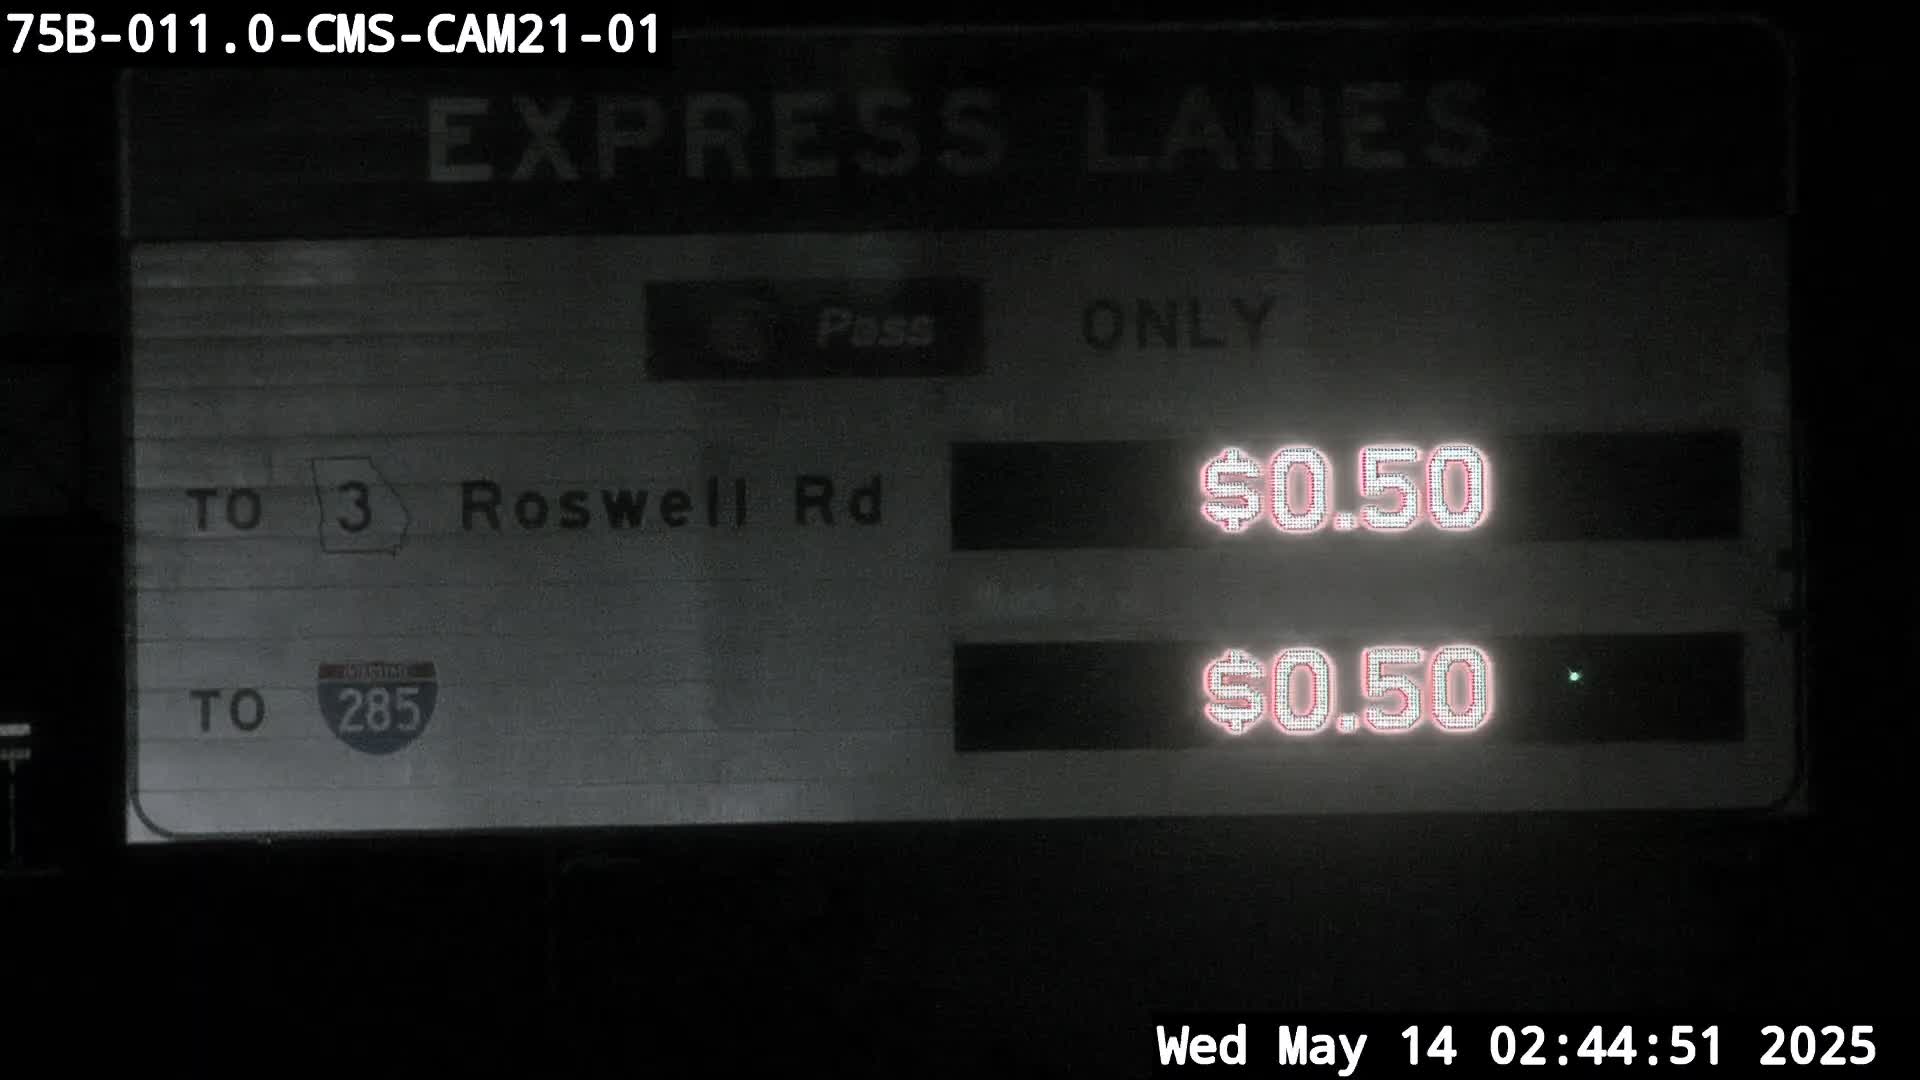 75B-011.0-CMS-CAM21-01
EXPRESS LANES
Pass ONLY
TO 3 Roswell Rd $0.50
TO 285 $0.50
Wed May 14 02:44:51 2025